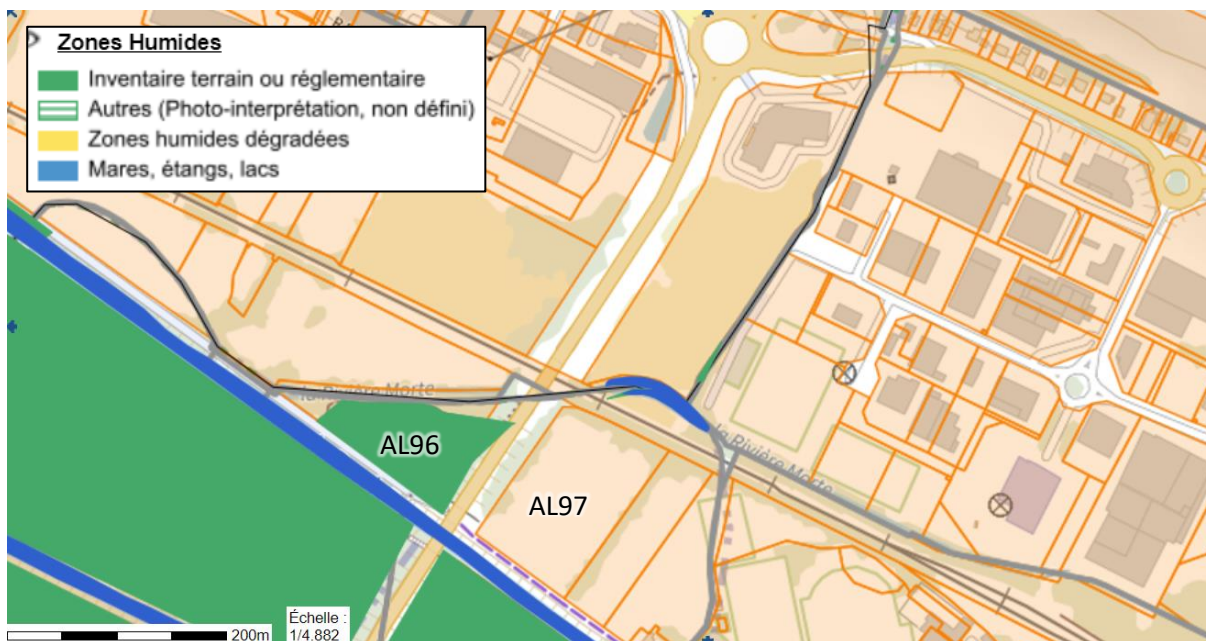 Zones Humides
Inventaire terrain ou réglementaire
Autres (Photo-interprétation, non défini)
Zones humides dégradées
Mares, étangs, lacs
la Rivière Morte
AL96
la Rivière Morte
AL97
200m
Échelle :
1/4.882